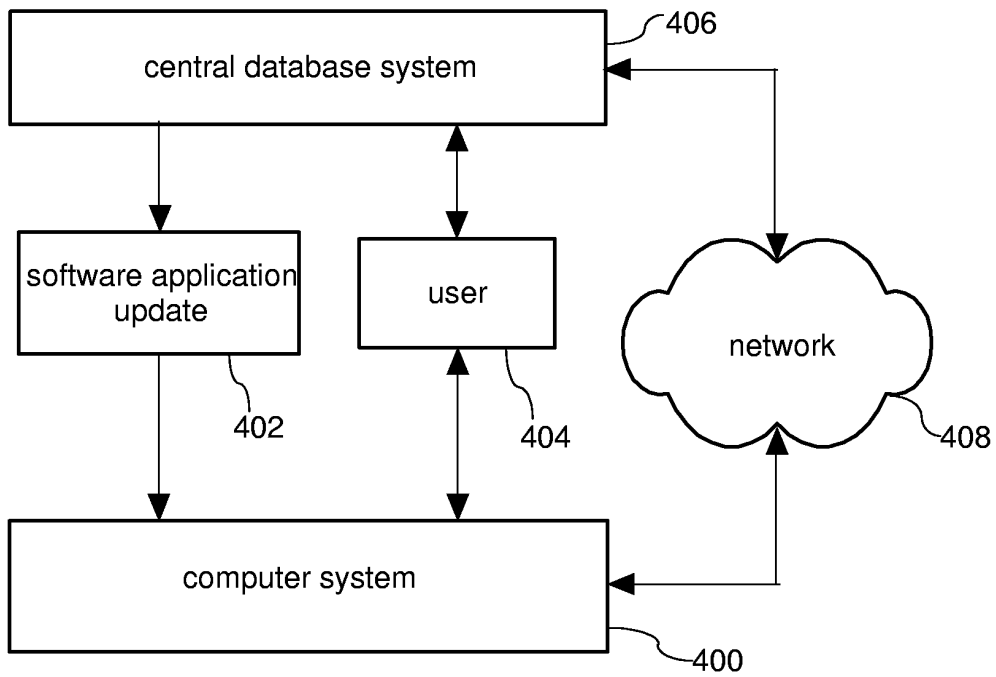 406
central database system
software application
update
user
network
402
404
408
computer system
400